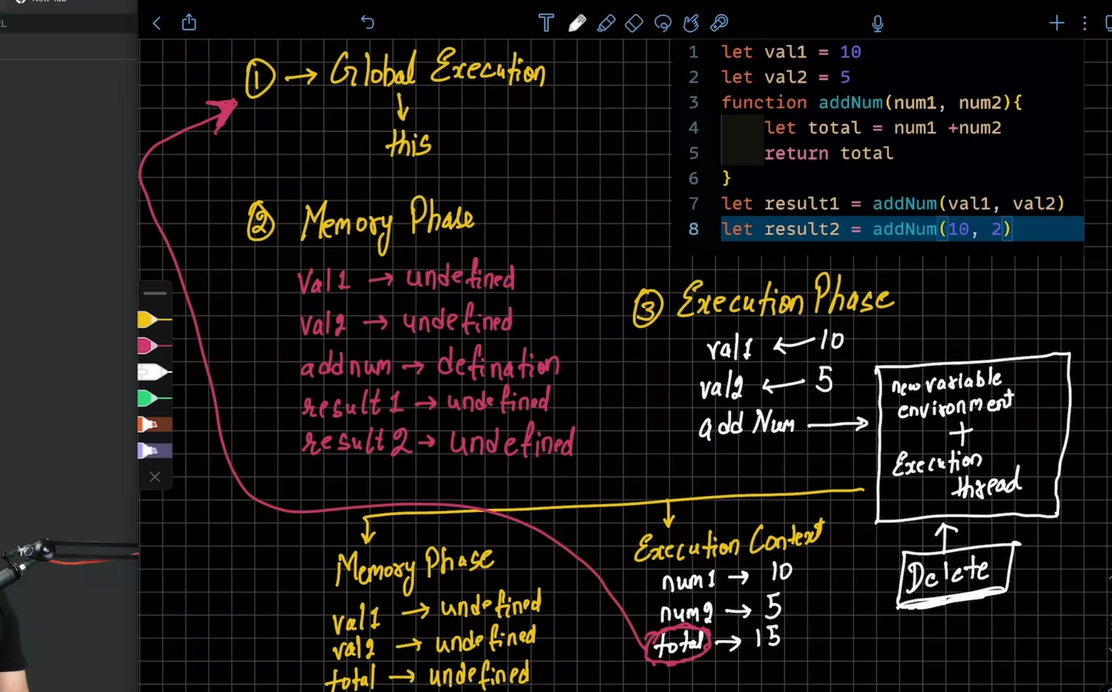 New Tab
① → Global Execution
↓
this
② Memory Phase
Val1 → undefined
val2 → undefined
addnum → defination
result1 → undefined
result2 → undefined
1 let val1 = 10
2 let val2 = 5
3 function addNum(num1, num2){
4 let total = num1 +num2
5 return total
6 }
7 let result1 = addNum(val1, val2)
8 let result2 = addNum(10, 2)
③ Execution Phase
val1 ← 10
val2 ← 5
addNum →
new variable
environment
+
Execution
thread
Delete
Memory Phase
val1 → undefined
val2 → undefined
total → undefined
Execution Context
num1 → 10
num2 → 5
total → 15